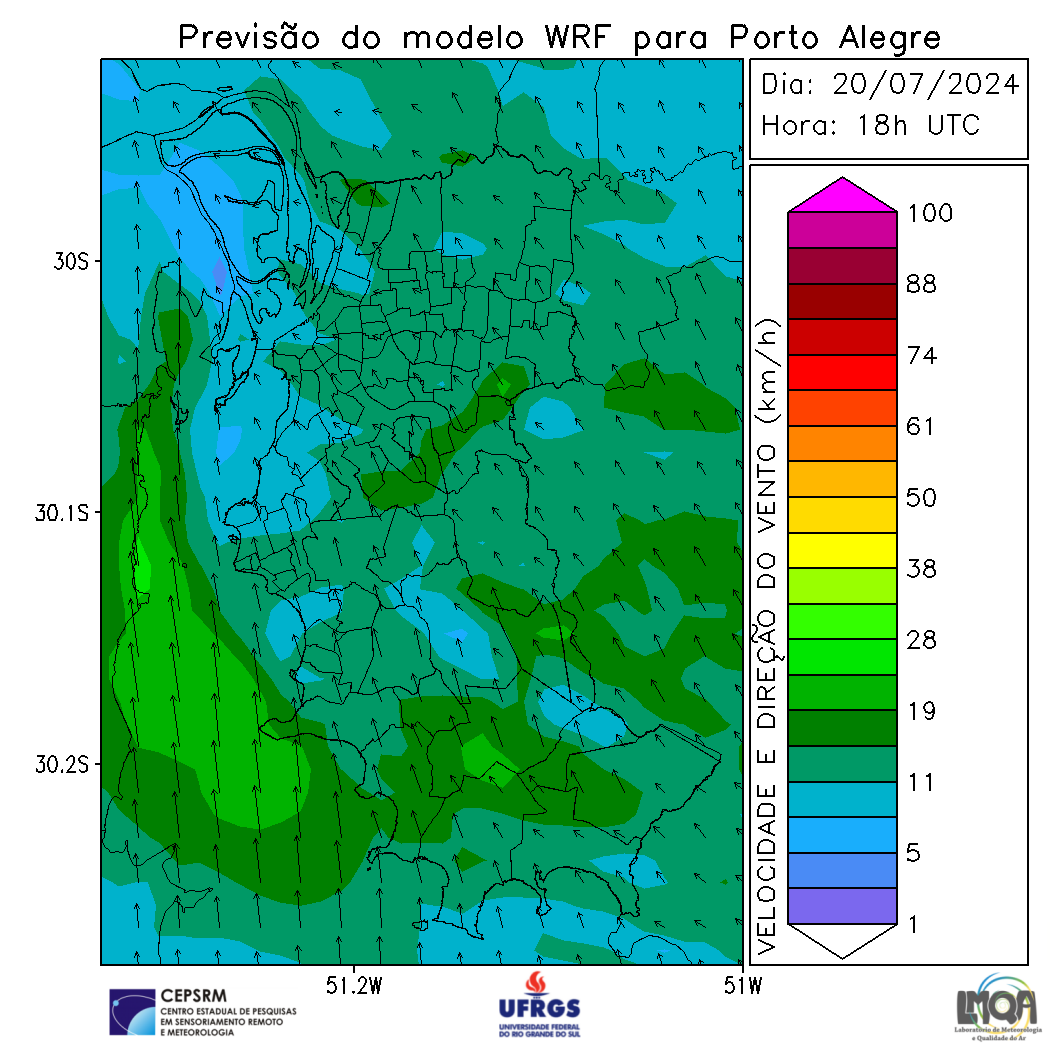 Previsão do modelo WRF para Porto Alegre
Dia: 20/07/2024
Hora: 18h UTC
30S
30.1S
30.2S
51.2W
51W
VELOCIDADE E DIREÇÃO DO VENTO (km/h)
100
88
74
61
50
38
28
19
11
5
1
CEPSRM
CENTRO ESTADUAL DE PESQUISAS
EM SENSORIAMENTO REMOTO
E METEOROLOGIA
UFRGS
UNIVERSIDADE FEDERAL
DO RIO GRANDE DO SUL
LMQA
Laboratório de Meteorologia
e Qualidade do Ar